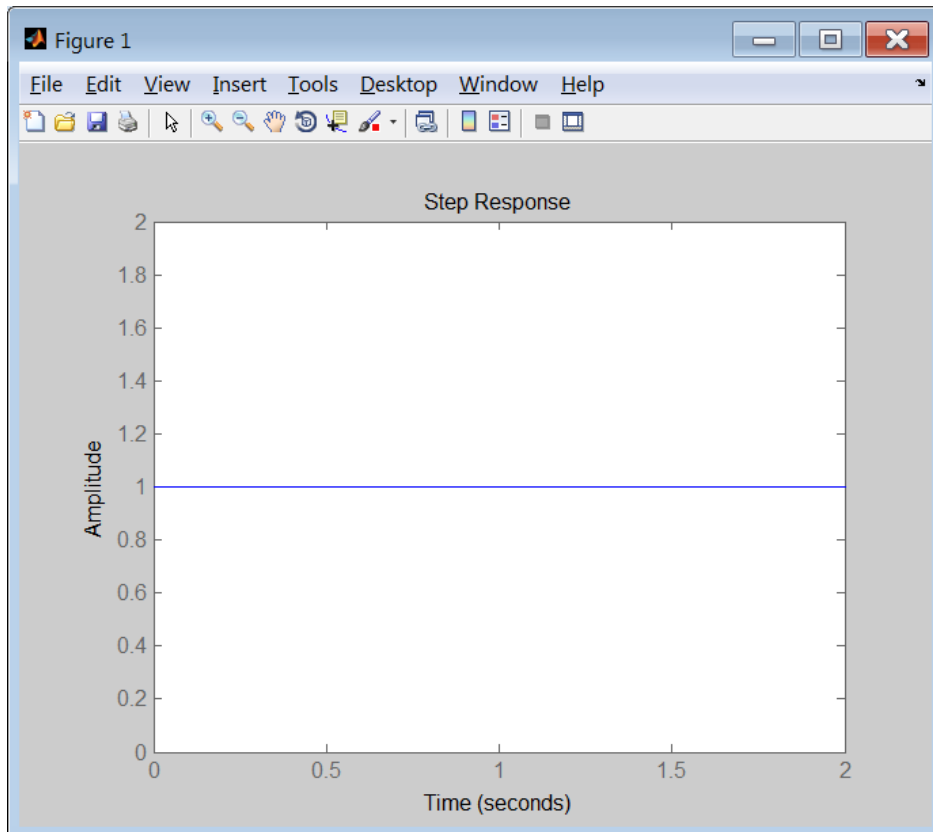 Figure 1
File Edit View Insert Tools Desktop Window Help
Step Response
2
1.8
1.6
1.4
1.2
1
0.8
0.6
0.4
0.2
0
Amplitude
0 0.5 1 1.5 2
Time (seconds)